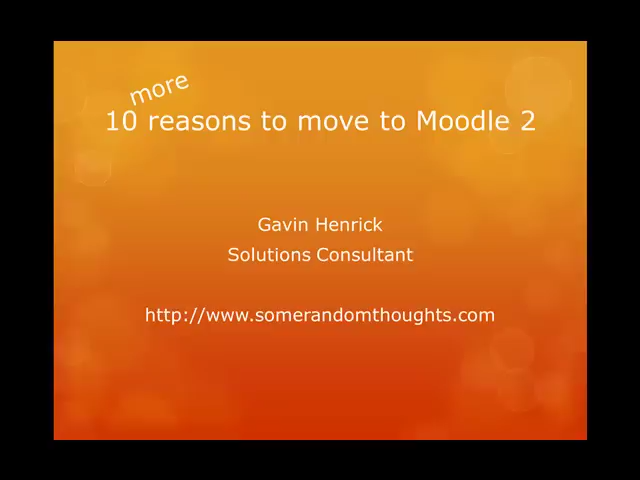 more
10 reasons to move to Moodle 2
Gavin Henrick
Solutions Consultant
http://www.somerandomthoughts.com